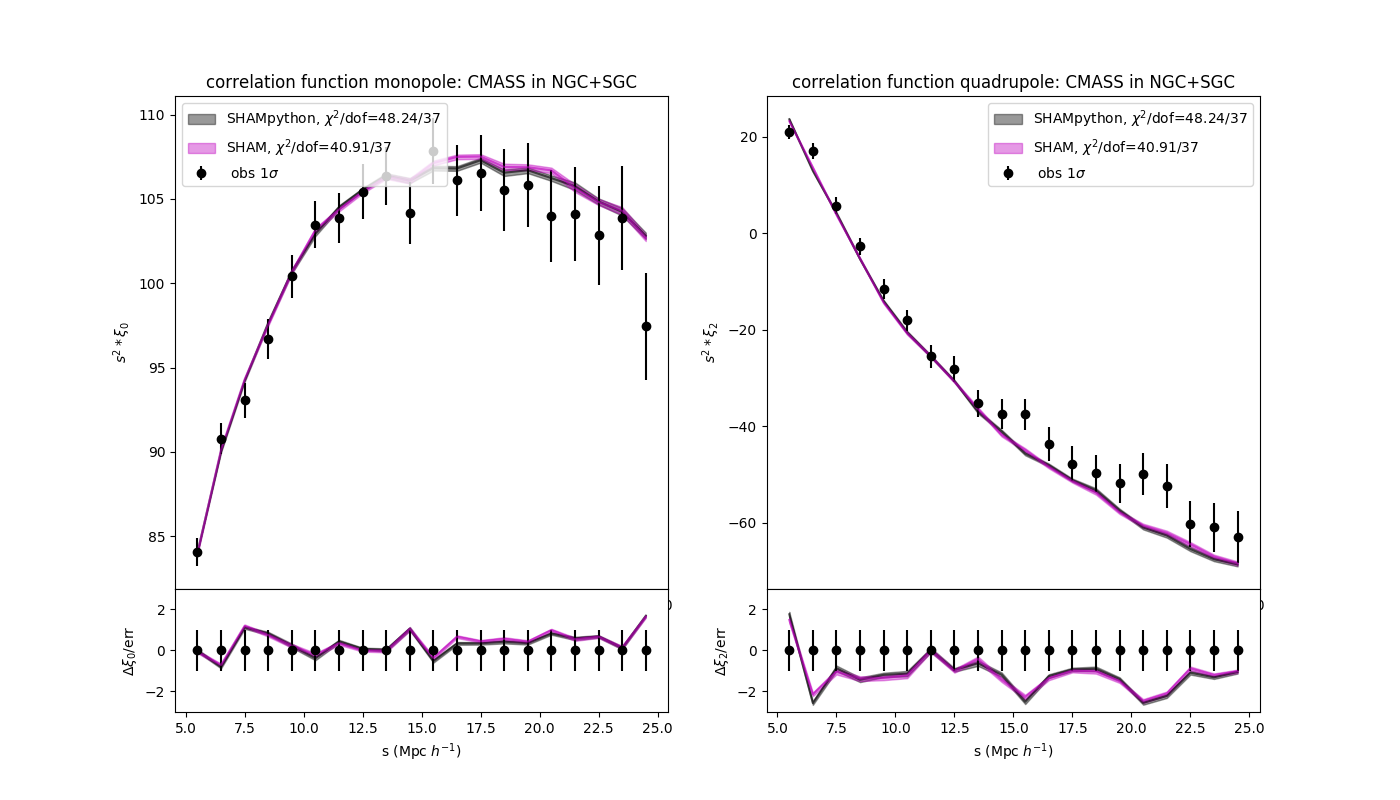 correlation function monopole: CMASS in NGC+SGC
SHAMpython, χ²/dof=48.24/37
SHAM, χ²/dof=40.91/37
obs 1σ
110
105
100
95
90
85
s² * ξ₀
2
0
−2
Δξ₀/err
5.0 7.5 10.0 12.5 15.0 17.5 20.0 22.5 25.0
s (Mpc h⁻¹)
correlation function quadrupole: CMASS in NGC+SGC
SHAMpython, χ²/dof=48.24/37
SHAM, χ²/dof=40.91/37
obs 1σ
20
0
−20
−40
−60
s² * ξ₂
2
0
−2
Δξ₂/err
5.0 7.5 10.0 12.5 15.0 17.5 20.0 22.5 25.0
s (Mpc h⁻¹)